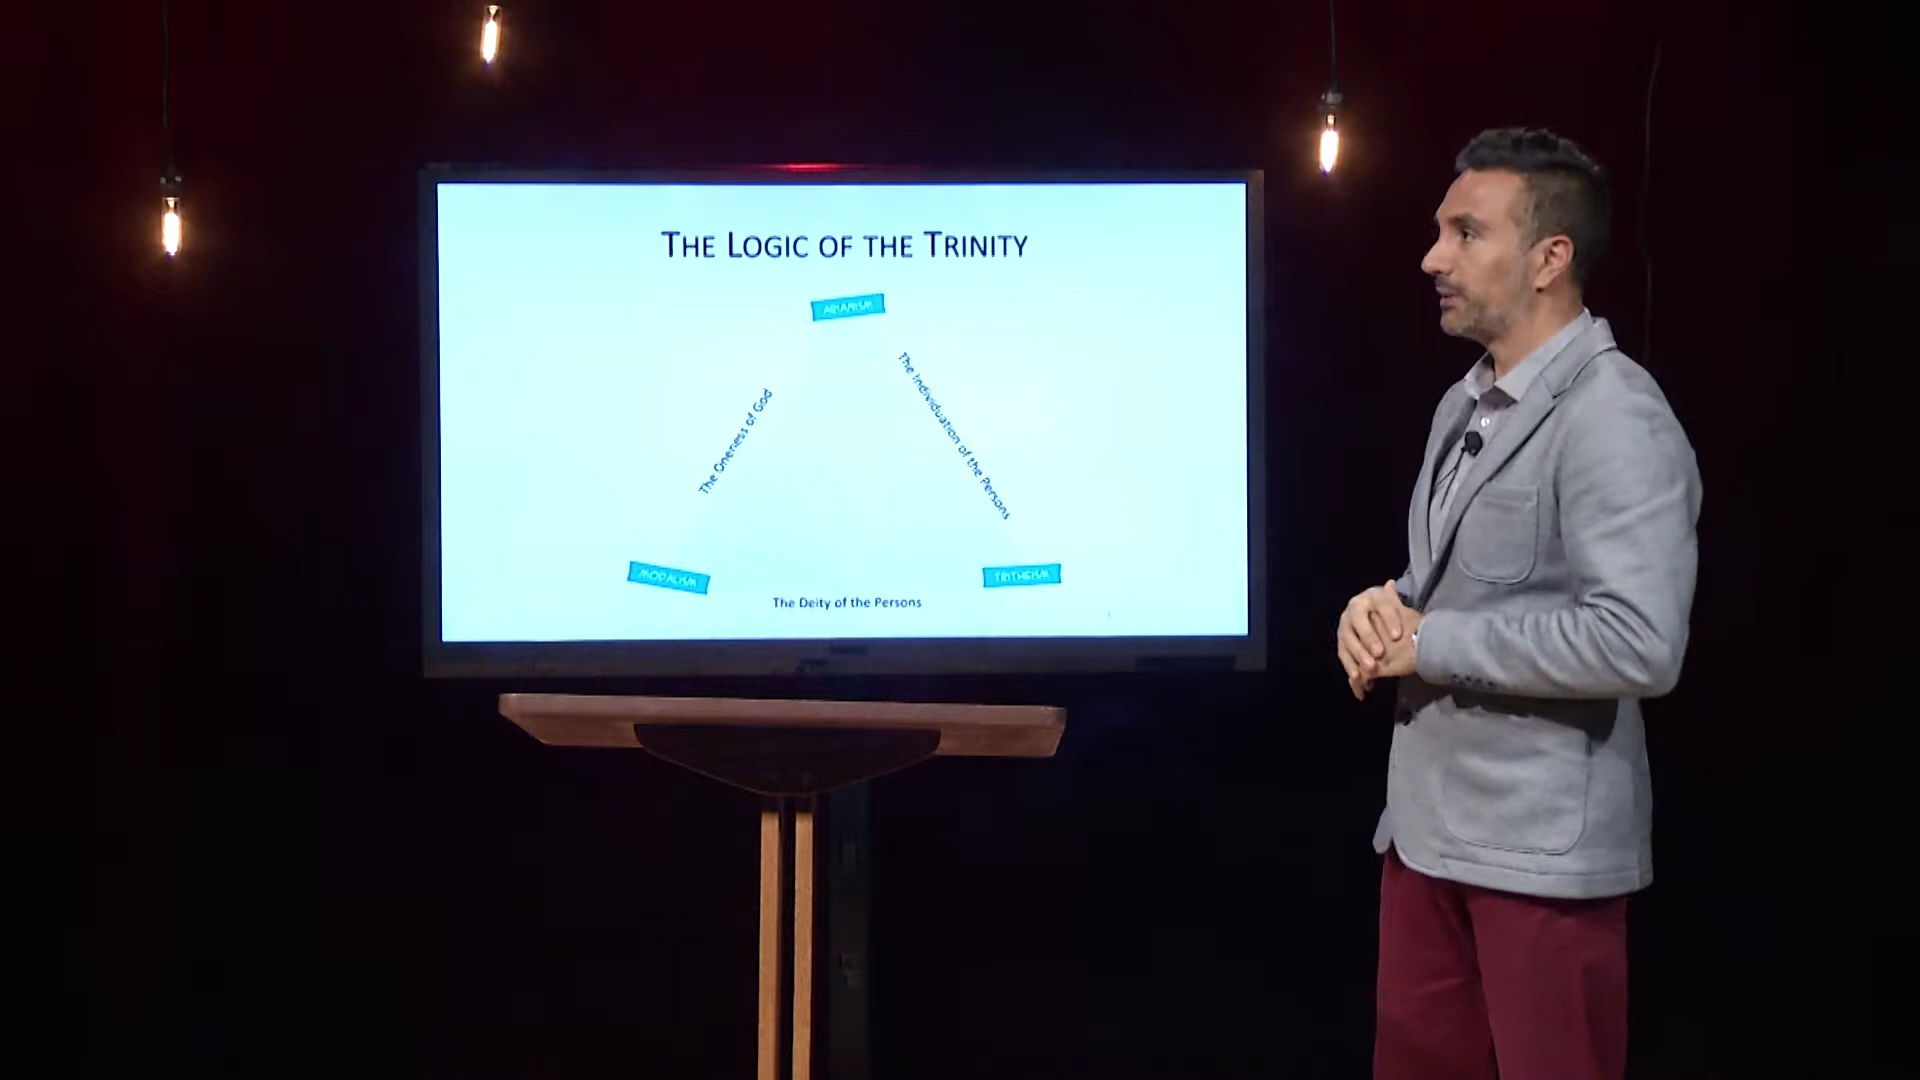 THE LOGIC OF THE TRINITY
ARIANISM
The Oneness of God
The Individuation of the Persons
MODALISM
TRITHEISM
The Deity of the Persons